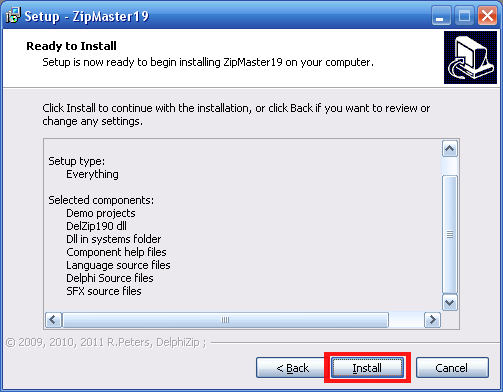 Setup - ZipMaster19
Ready to Install
Setup is now ready to begin installing ZipMaster19 on your computer.
Click Install to continue with the installation, or click Back if you want to review or
change any settings.
Setup type:
Everything
Selected components:
Demo projects
DelZip190 dll
Dll in systems folder
Component help files
Language source files
Delphi Source files
SFX source files
© 2009, 2010, 2011 R.Peters, DelphiZip ;
< Back
Install
Cancel